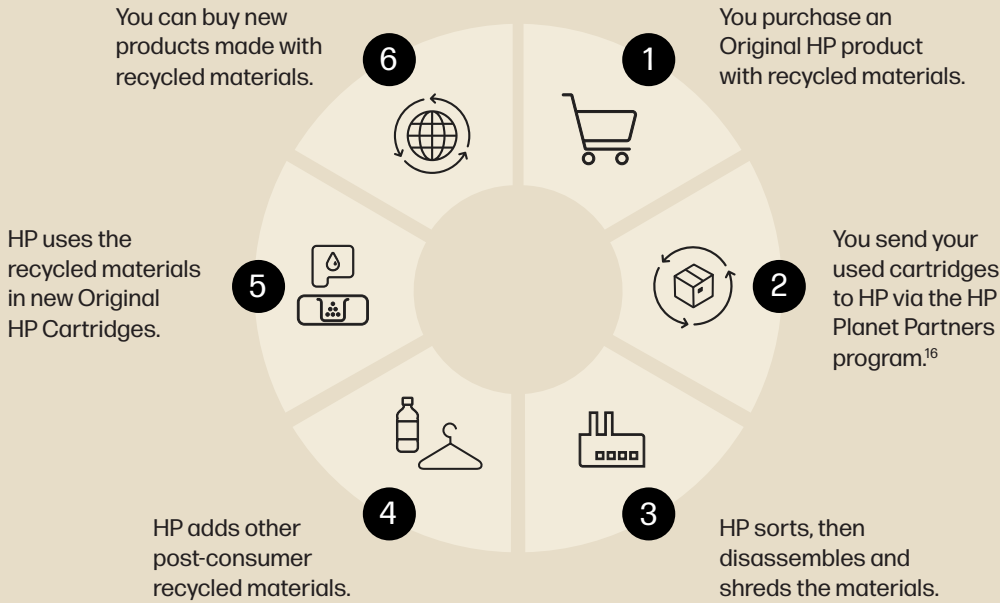 1
You purchase an
Original HP product
with recycled materials.
2
You send your
used cartridges
to HP via the HP
Planet Partners
program.16
3
HP sorts, then
disassembles and
shreds the materials.
4
HP adds other
post-consumer
recycled materials.
5
HP uses the
recycled materials
in new Original
HP Cartridges.
6
You can buy new
products made with
recycled materials.